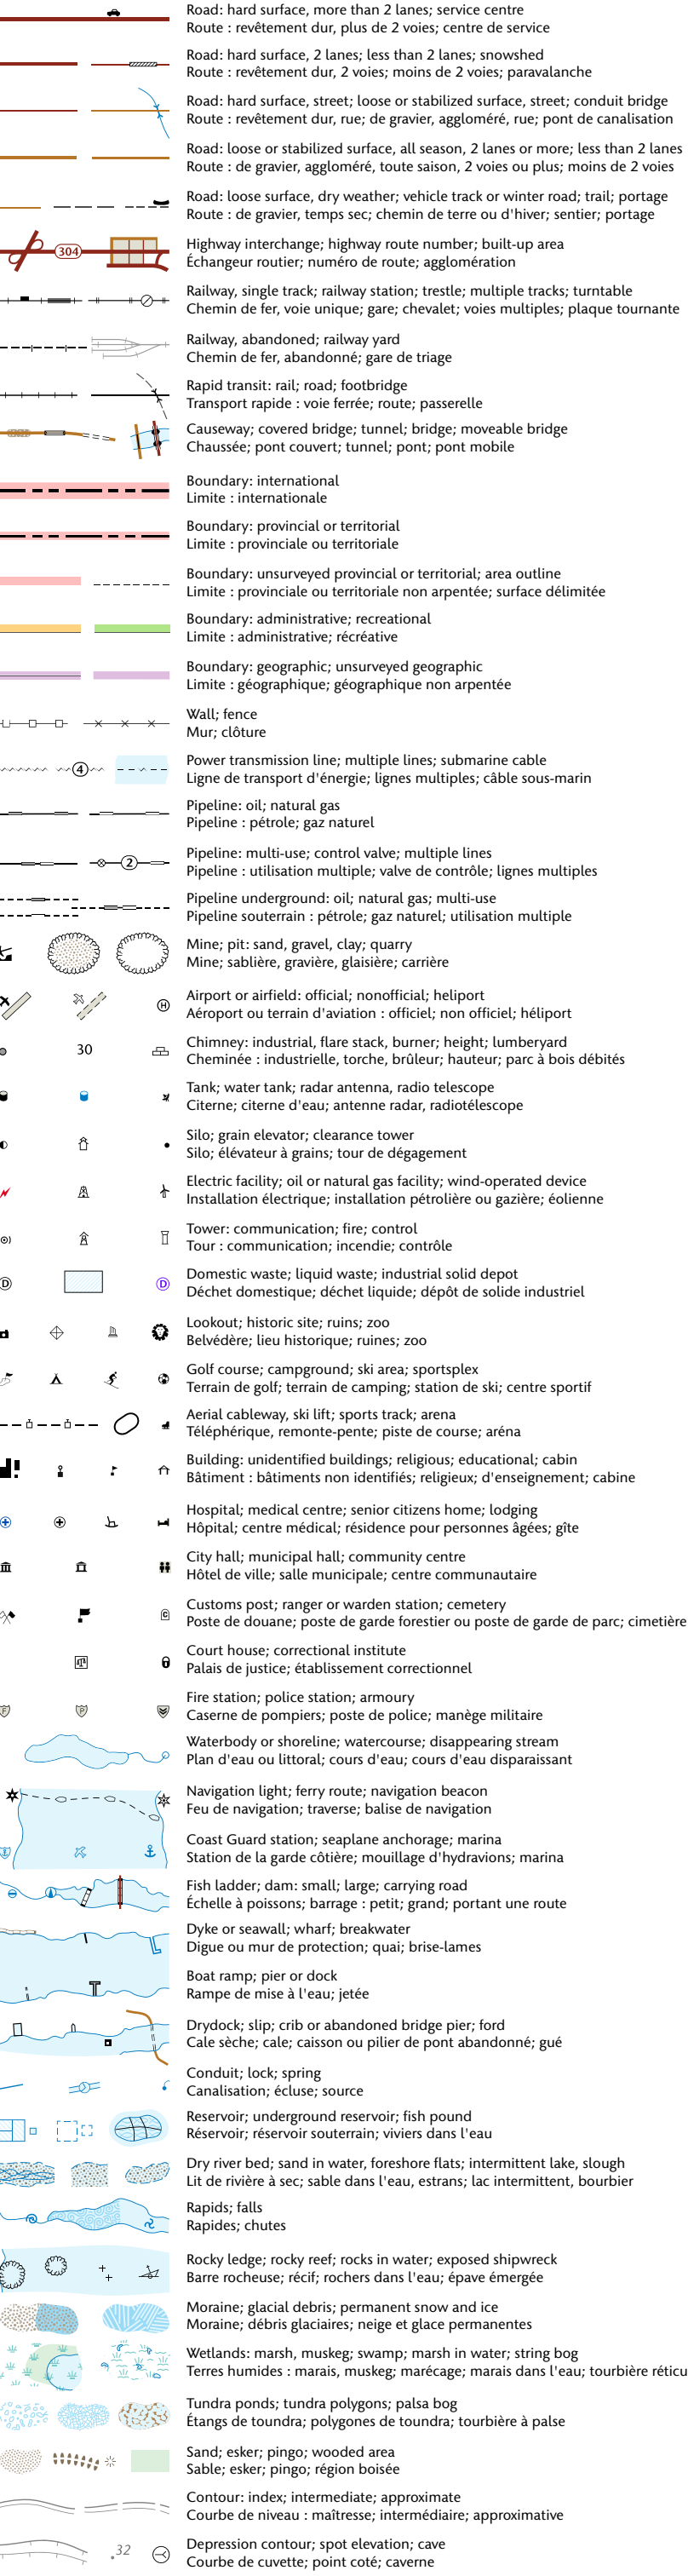 Road: hard surface, more than 2 lanes; service centre
Route : revêtement dur, plus de 2 voies; centre de service
Road: hard surface, 2 lanes; less than 2 lanes; snowshed
Route : revêtement dur, 2 voies; moins de 2 voies; paravalanche
Road: hard surface, street; loose or stabilized surface, street; conduit bridge
Route : revêtement dur, rue; de gravier, aggloméré, rue; pont de canalisation
Road: loose or stabilized surface, all season, 2 lanes or more; less than 2 lanes
Route : de gravier, aggloméré, toute saison, 2 voies ou plus; moins de 2 voies
Road: loose surface, dry weather; vehicle track or winter road; trail; portage
Route : de gravier, temps sec; chemin de terre ou d'hiver; sentier; portage
304
Highway interchange; highway route number; built-up area
Échangeur routier; numéro de route; agglomération
Railway, single track; railway station; trestle; multiple tracks; turntable
Chemin de fer, voie unique; gare; chevalet; voies multiples; plaque tournante
Railway, abandoned; railway yard
Chemin de fer, abandonné; gare de triage
Rapid transit: rail; road; footbridge
Transport rapide : voie ferrée; route; passerelle
Causeway; covered bridge; tunnel; bridge; moveable bridge
Chaussée; pont couvert; tunnel; pont; pont mobile
Boundary: international
Limite : internationale
Boundary: provincial or territorial
Limite : provinciale ou territoriale
Boundary: unsurveyed provincial or territorial; area outline
Limite : provinciale ou territoriale non arpentée; surface délimitée
Boundary: administrative; recreational
Limite : administrative; récréative
Boundary: geographic; unsurveyed geographic
Limite : géographique; géographique non arpentée
Wall; fence
Mur; clôture
4
Power transmission line; multiple lines; submarine cable
Ligne de transport d'énergie; lignes multiples; câble sous-marin
Pipeline: oil; natural gas
Pipeline : pétrole; gaz naturel
2
Pipeline: multi-use; control valve; multiple lines
Pipeline : utilisation multiple; valve de contrôle; lignes multiples
Pipeline underground: oil; natural gas; multi-use
Pipeline souterrain : pétrole; gaz naturel; utilisation multiple
Mine; pit: sand, gravel, clay; quarry
Mine; sablière, gravière, glaisière; carrière
H
Airport or airfield: official; nonofficial; heliport
Aéroport ou terrain d'aviation : officiel; non officiel; héliport
30
Chimney: industrial, flare stack, burner; height; lumberyard
Cheminée : industrielle, torche, brûleur; hauteur; parc à bois débités
Tank; water tank; radar antenna, radio telescope
Citerne; citerne d'eau; antenne radar, radiotélescope
Silo; grain elevator; clearance tower
Silo; élévateur à grains; tour de dégagement
Electric facility; oil or natural gas facility; wind-operated device
Installation électrique; installation pétrolière ou gazière; éolienne
Tower: communication; fire; control
Tour : communication; incendie; contrôle
D D
Domestic waste; liquid waste; industrial solid depot
Déchet domestique; déchet liquide; dépôt de solide industriel
Lookout; historic site; ruins; zoo
Belvédère; lieu historique; ruines; zoo
Golf course; campground; ski area; sportsplex
Terrain de golf; terrain de camping; station de ski; centre sportif
Aerial cableway, ski lift; sports track; arena
Téléphérique, remonte-pente; piste de course; aréna
Building: unidentified buildings; religious; educational; cabin
Bâtiment : bâtiments non identifiés; religieux; d'enseignement; cabine
Hospital; medical centre; senior citizens home; lodging
Hôpital; centre médical; résidence pour personnes âgées; gîte
City hall; municipal hall; community centre
Hôtel de ville; salle municipale; centre communautaire
C
Customs post; ranger or warden station; cemetery
Poste de douane; poste de garde forestier ou poste de garde de parc; cimetière
Court house; correctional institute
Palais de justice; établissement correctionnel
F P
Fire station; police station; armoury
Caserne de pompiers; poste de police; manège militaire
Waterbody or shoreline; watercourse; disappearing stream
Plan d'eau ou littoral; cours d'eau; cours d'eau disparaissant
Navigation light; ferry route; navigation beacon
Feu de navigation; traverse; balise de navigation
Coast Guard station; seaplane anchorage; marina
Station de la garde côtière; mouillage d'hydravions; marina
Fish ladder; dam: small; large; carrying road
Échelle à poissons; barrage : petit; grand; portant une route
Dyke or seawall; wharf; breakwater
Digue ou mur de protection; quai; brise-lames
Boat ramp; pier or dock
Rampe de mise à l'eau; jetée
Drydock; slip; crib or abandoned bridge pier; ford
Cale sèche; cale; caisson ou pilier de pont abandonné; gué
Conduit; lock; spring
Canalisation; écluse; source
Reservoir; underground reservoir; fish pound
Réservoir; réservoir souterrain; viviers dans l'eau
Dry river bed; sand in water, foreshore flats; intermittent lake, slough
Lit de rivière à sec; sable dans l'eau, estrans; lac intermittent, bourbier
Rapids; falls
Rapides; chutes
Rocky ledge; rocky reef; rocks in water; exposed shipwreck
Barre rocheuse; récif; rochers dans l'eau; épave émergée
Moraine; glacial debris; permanent snow and ice
Moraine; débris glaciaires; neige et glace permanentes
Wetlands: marsh, muskeg; swamp; marsh in water; string bog
Terres humides : marais, muskeg; marécage; marais dans l'eau; tourbière réticu
Tundra ponds; tundra polygons; palsa bog
Étangs de toundra; polygones de toundra; tourbière à palse
Sand; esker; pingo; wooded area
Sable; esker; pingo; région boisée
Contour: index; intermediate; approximate
Courbe de niveau : maîtresse; intermédiaire; approximative
.32
Depression contour; spot elevation; cave
Courbe de cuvette; point coté; caverne